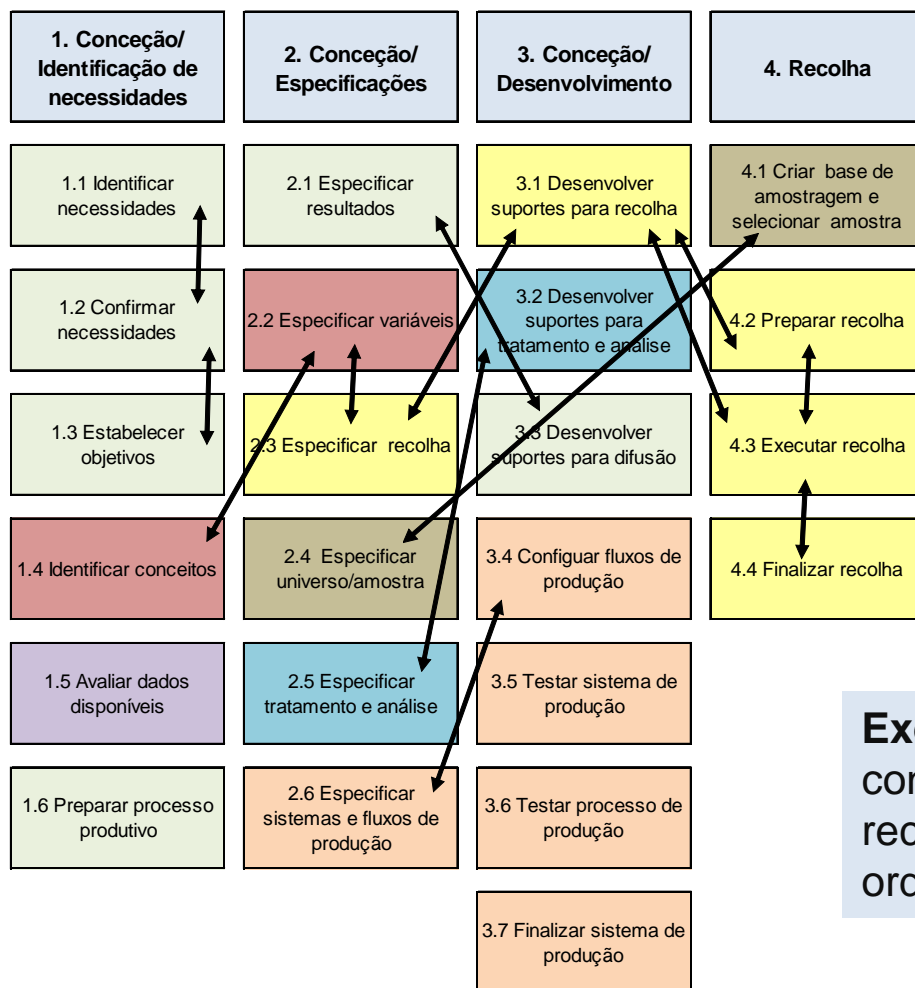 1. Conceção/
Identificação de
necessidades
2. Conceção/
Especificações
3. Conceção/
Desenvolvimento
4. Recolha
1.1 Identificar
necessidades
1.2 Confirmar
necessidades
1.3 Estabelecer
objetivos
1.4 Identificar conceitos
1.5 Avaliar dados
disponíveis
1.6 Preparar processo
produtivo
2.1 Especificar
resultados
2.2 Especificar variáveis
2.3 Especificar recolha
2.4 Especificar
universo/amostra
2.5 Especificar
tratamento e análise
2.6 Especificar
sistemas e fluxos de
produção
3.1 Desenvolver
suportes para recolha
3.2 Desenvolver
suportes para
tratamento e análise
3.3 Desenvolver
suportes para difusão
3.4 Configuar fluxos de
produção
3.5 Testar sistema de
produção
3.6 Testar processo de
produção
3.7 Finalizar sistema de
produção
4.1 Criar base de
amostragem e
selecionar amostra
4.2 Preparar recolha
4.3 Executar recolha
4.4 Finalizar recolha